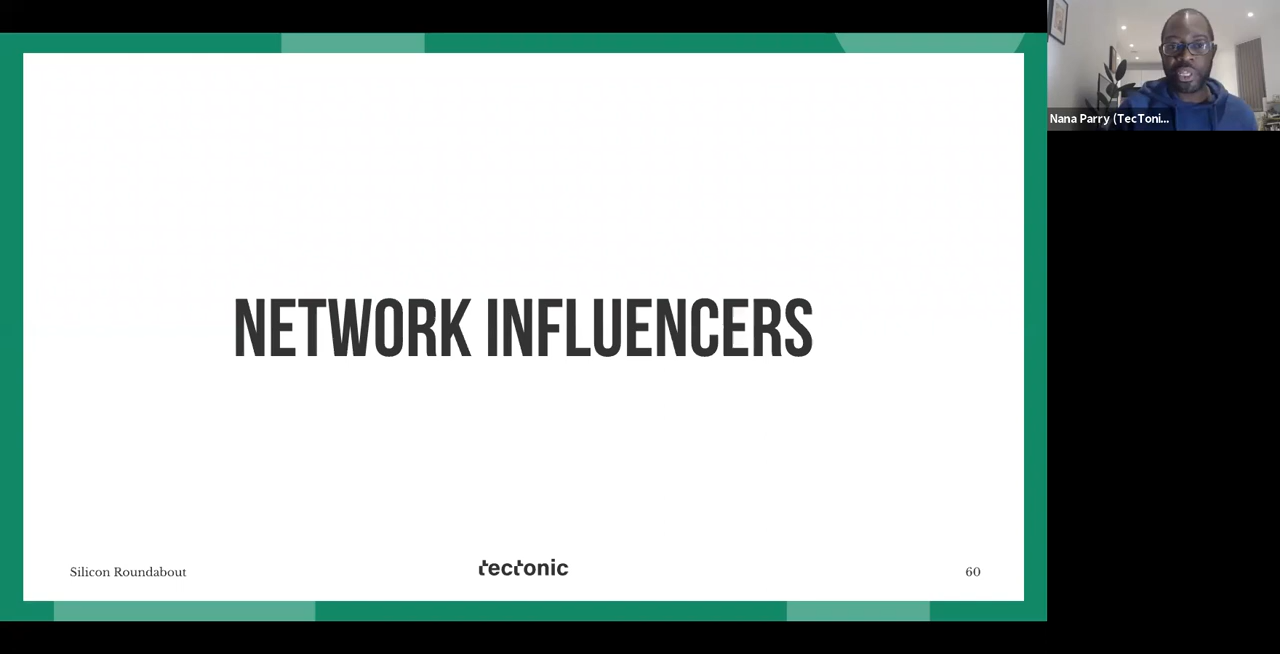 Nana Parry (TecToni...
NETWORK INFLUENCERS
Silicon Roundabout
tectonic
60